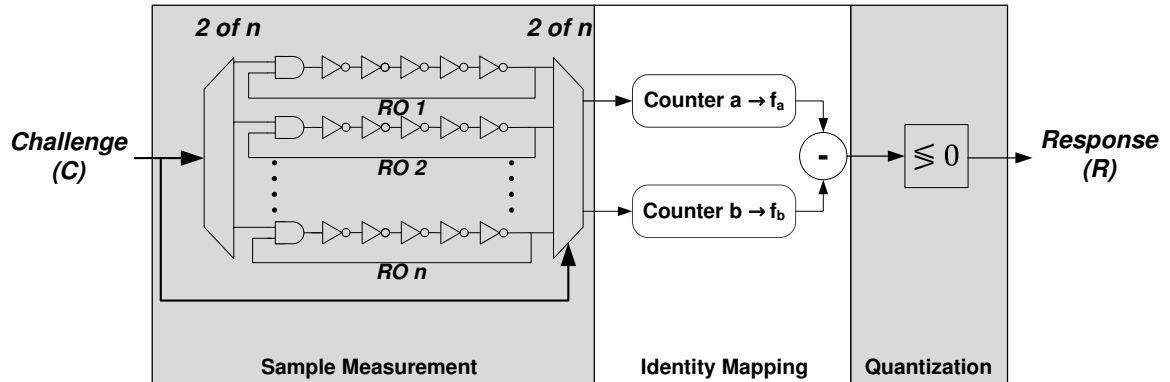 2 of n
2 of n
RO 1
RO 2
RO n
Challenge
(C)
Counter a → fa
Counter b → fb
-
≶ 0
Response
(R)
Sample Measurement
Identity Mapping
Quantization